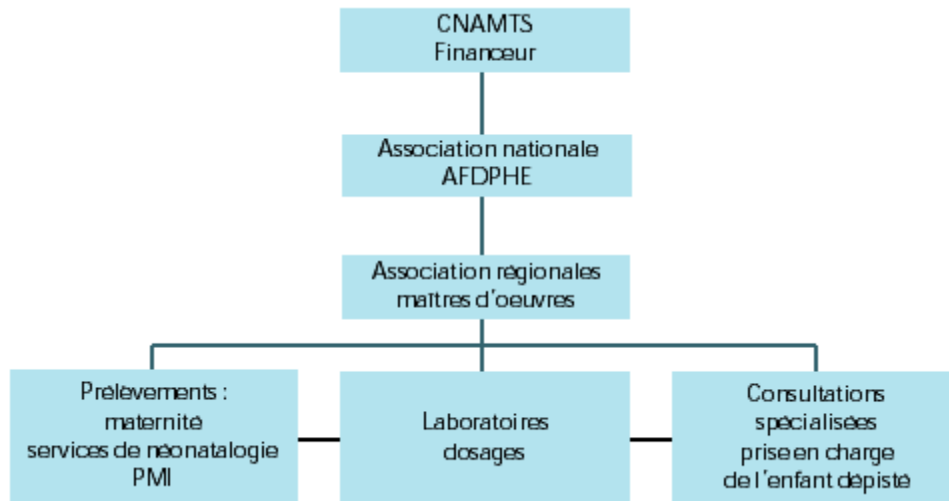 CNAMTS
Financeur
Association nationale
AFDPHE
Association régionales
maîtres d'oeuvres
Prélèvements :
maternité
services de néonatalogie
PMI
Laboratoires
dosages
Consultations
spécialisées
prise en charge
de l'enfant dépisté